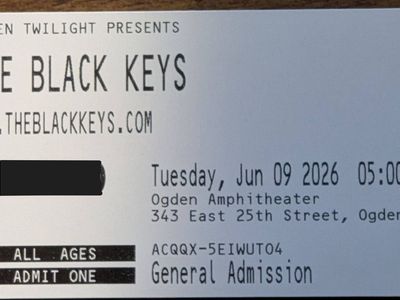 EN TWILIGHT PRESENTS
E BLACK KEYS
.THEBLACKKEYS.COM
Tuesday, Jun 09 2026 05:00
Ogden Amphitheater
343 East 25th Street, Ogden
ALL AGES
ACQQX-5EIWUTO4
ADMIT ONE
General Admission